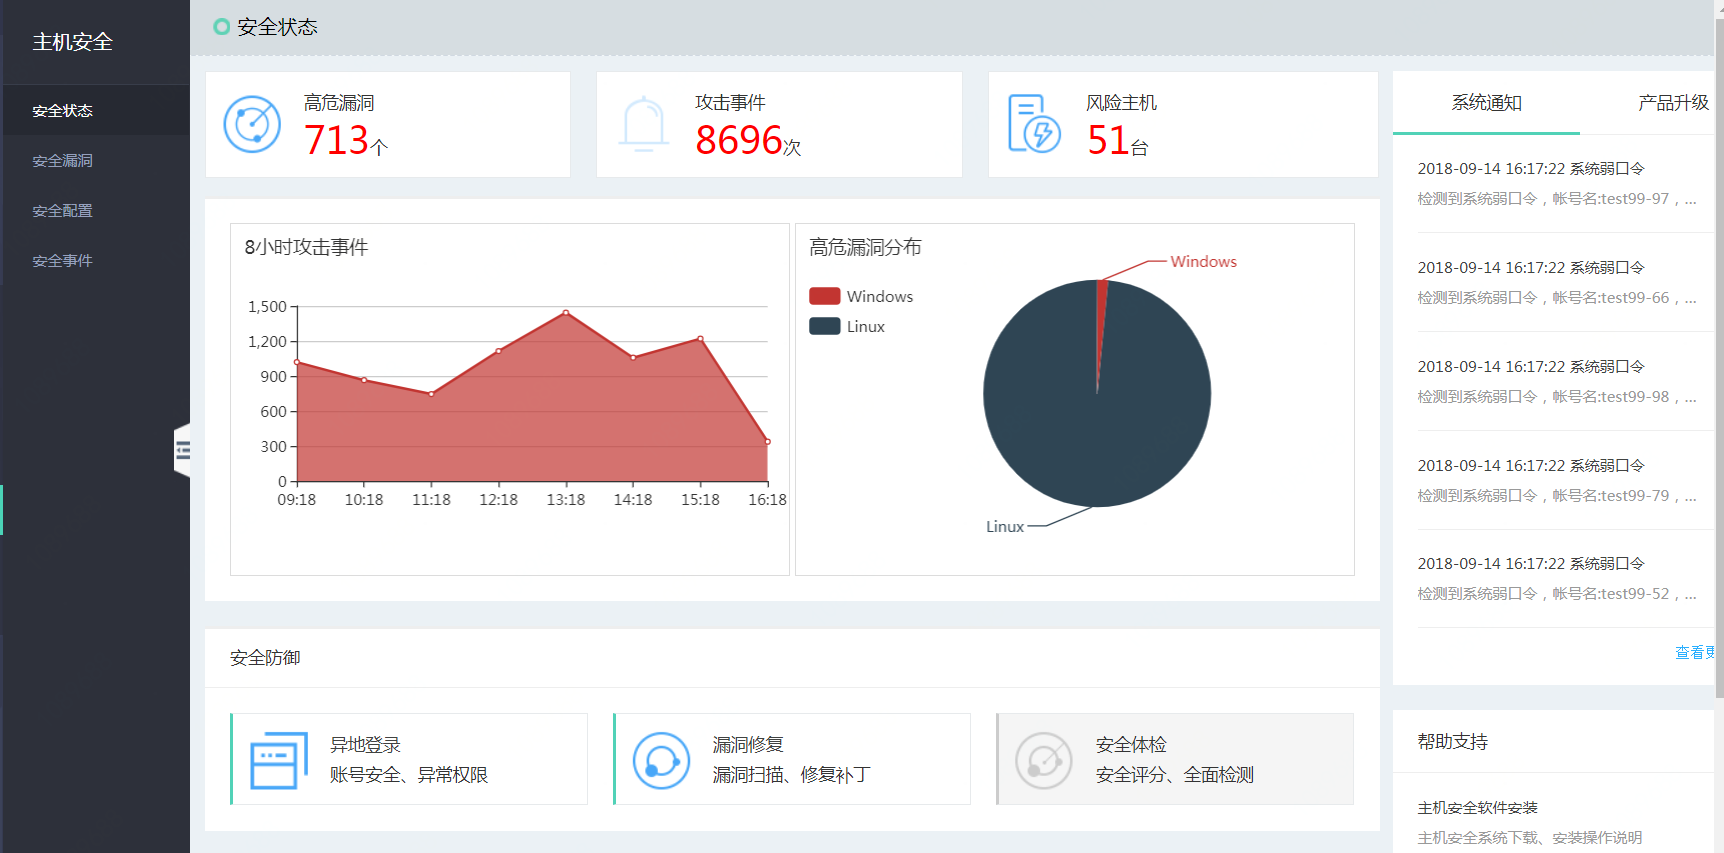 主机安全
安全状态
安全漏洞
安全配置
安全事件
安全状态
高危漏洞
713个
攻击事件
8696次
风险主机
51台
8小时攻击事件
1,500
1,200
900
600
300
0
09:18 10:18 11:18 12:18 13:18 14:18 15:18 16:18
高危漏洞分布
Windows
Linux
Windows
Linux
安全防御
异地登录
账号安全、异常权限
漏洞修复
漏洞扫描、修复补丁
安全体检
安全评分、全面检测
系统通知 产品升级
2018-09-14 16:17:22 系统弱口令
检测到系统弱口令，帐号名:test99-97，...
2018-09-14 16:17:22 系统弱口令
检测到系统弱口令，帐号名:test99-66，...
2018-09-14 16:17:22 系统弱口令
检测到系统弱口令，帐号名:test99-98，...
2018-09-14 16:17:22 系统弱口令
检测到系统弱口令，帐号名:test99-79，...
2018-09-14 16:17:22 系统弱口令
检测到系统弱口令，帐号名:test99-52，...
查看更
帮助支持
主机安全软件安装
主机安全系统下载、安装操作说明